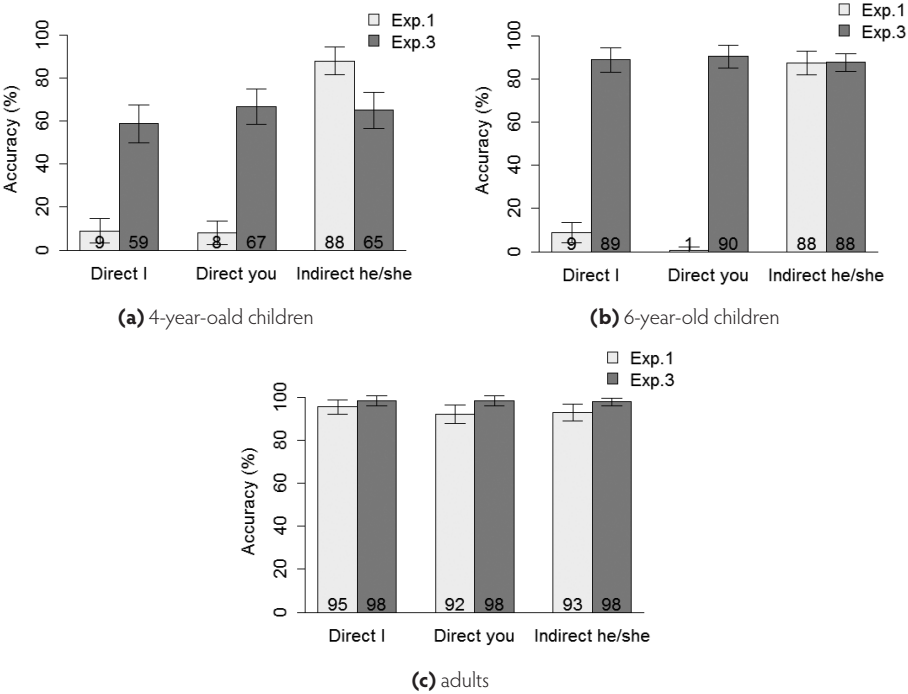 Exp.1
Exp.3
Accuracy (%)
100
80
60
40
20
0
9 59 8 67 88 65
Direct I Direct you Indirect he/she
(a) 4-year-oald children
Exp.1
Exp.3
Accuracy (%)
100
80
60
40
20
0
9 89 1 90 88 88
Direct I Direct you Indirect he/she
(b) 6-year-old children
Exp.1
Exp.3
Accuracy (%)
100
80
60
40
20
0
95 98 92 98 93 98
Direct I Direct you Indirect he/she
(c) adults